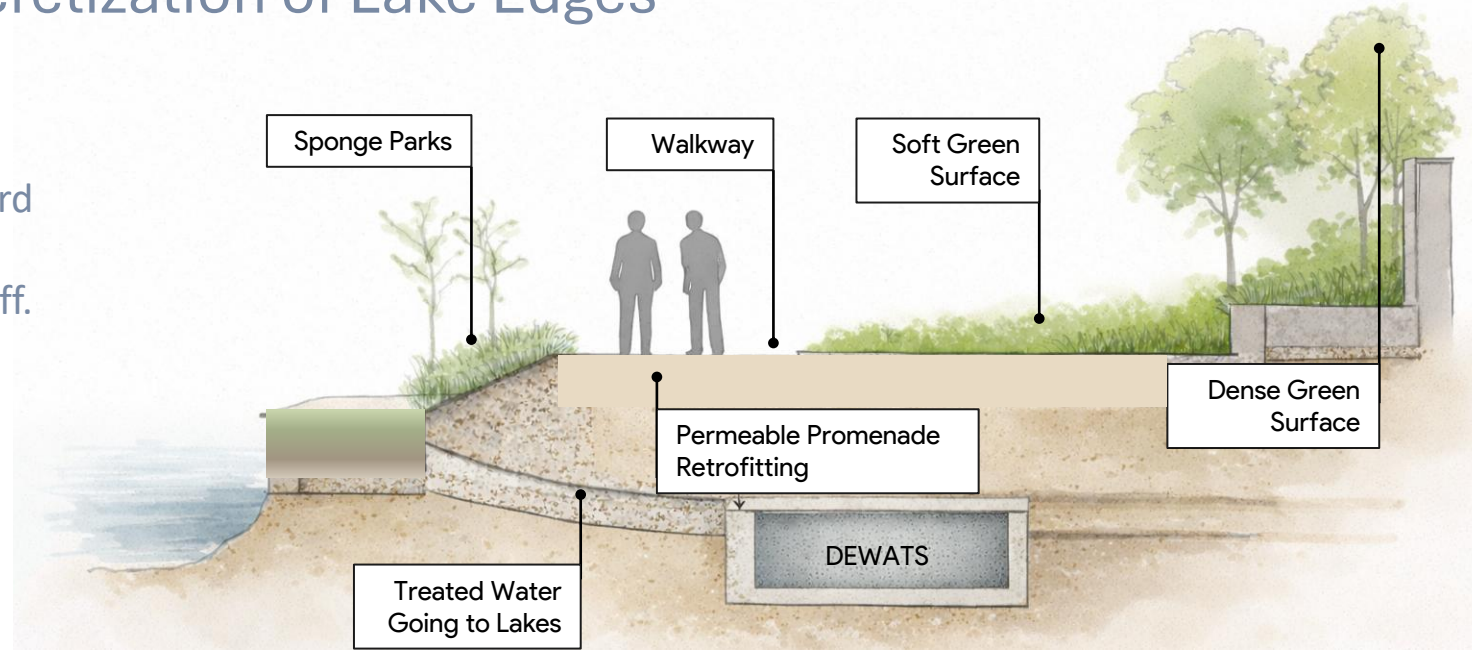 cretization of Lake Edges
Sponge Parks
Walkway
Soft Green
Surface
rd
ff.
Dense Green
Surface
Permeable Promenade
Retrofitting
DEWATS
Treated Water
Going to Lakes